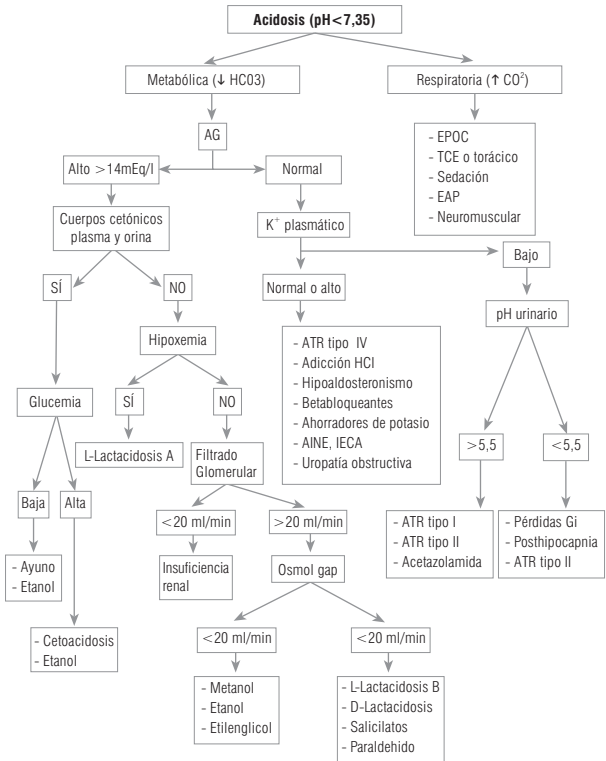 Acidosis (pH<7,35)
Metabólica (↓ HC03)
Respiratoria (↑ CO²)
AG
- EPOC
- TCE o torácico
- Sedación
- EAP
- Neuromuscular
Alto >14mEq/l
Normal
Cuerpos cetónicos
plasma y orina
K⁺ plasmático
Bajo
SÍ
NO
Normal o alto
pH urinario
Hipoxemia
- ATR tipo IV
- Adicción HCl
- Hipoaldosteronismo
- Betabloqueantes
- Ahorradores de potasio
- AINE, IECA
- Uropatía obstructiva
Glucemia
SÍ
NO
>5,5
<5,5
L-Lactacidosis A
Filtrado
Glomerular
Baja
Alta
<20 ml/min
>20 ml/min
- ATR tipo I
- ATR tipo II
- Acetazolamida
- Pérdidas Gi
- Posthipocapnia
- ATR tipo II
- Ayuno
- Etanol
Insuficiencia
renal
Osmol gap
- Cetoacidosis
- Etanol
<20 ml/min
<20 ml/min
- Metanol
- Etanol
- Etilenglicol
- L-Lactacidosis B
- D-Lactacidosis
- Salicilatos
- Paraldehido